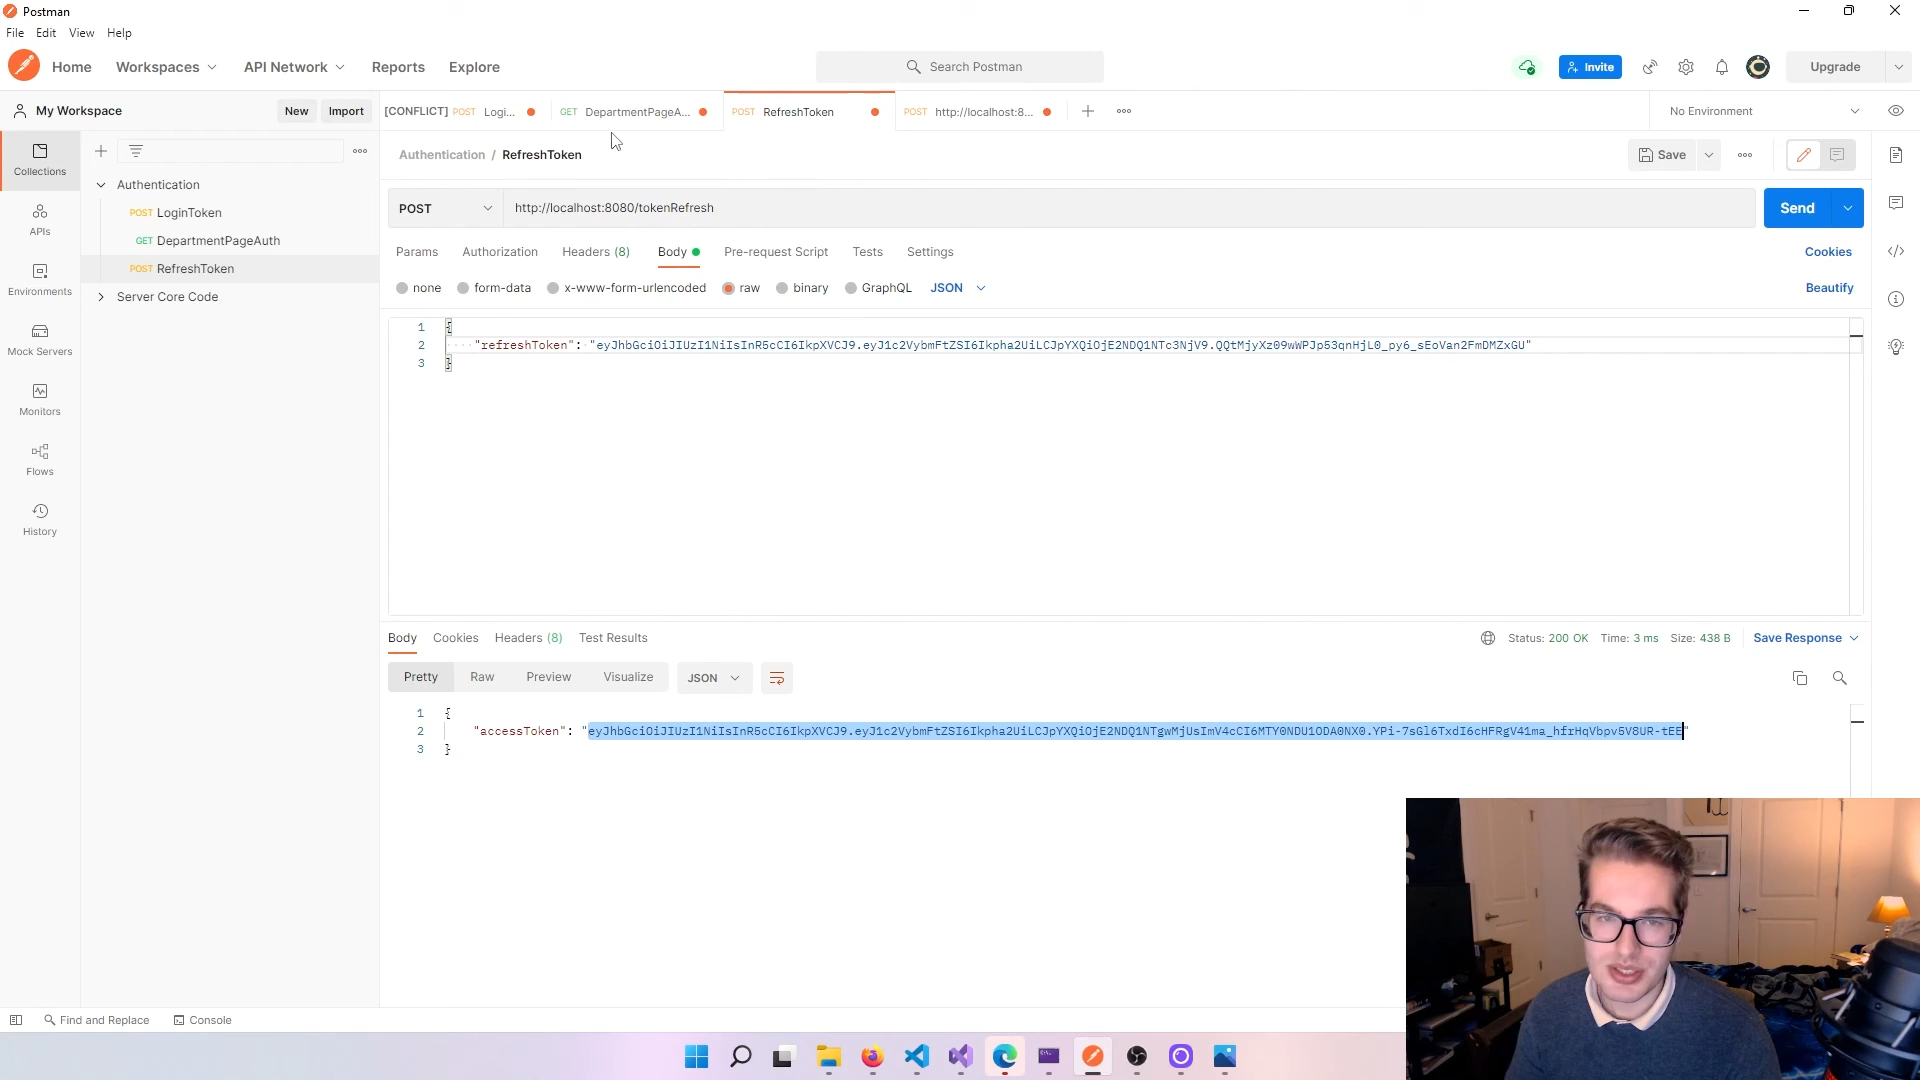 Postman
File Edit View Help
Home Workspaces API Network Reports Explore
Search Postman
Invite
Upgrade
My Workspace
New Import
[CONFLICT] POST Logi...
GET DepartmentPageA...
POST RefreshToken
POST http://localhost:8...
No Environment
Collections
APIs
Environments
Mock Servers
Monitors
Flows
History
Authentication
POST LoginToken
GET DepartmentPageAuth
POST RefreshToken
Server Core Code
Authentication / RefreshToken
Save
POST http://localhost:8080/tokenRefresh
Send
Params Authorization Headers (8) Body Pre-request Script Tests Settings
Cookies
none form-data x-www-form-urlencoded raw binary GraphQL JSON
Beautify
1 {
2 "refreshToken": "eyJhbGciOiJIUzI1NiIsInR5cCI6IkpXVCJ9.eyJ1c2VybmFtZSI6Ikpha2UiLCJpYXQiOjE2NDQ1NTc3NjV9.QQtMjyXz09wWPJp53qnHjL0_py6_sEoVan2FmDMZxGU"
3 }
Body Cookies Headers (8) Test Results
Status: 200 OK Time: 3 ms Size: 438 B
Save Response
Pretty Raw Preview Visualize JSON
1 {
2 "accessToken": "eyJhbGciOiJIUzI1NiIsInR5cCI6IkpXVCJ9.eyJ1c2VybmFtZSI6Ikpha2UiLCJpYXQiOjE2NDQ1NTgwMjUsImV4cCI6MTY0NDU1ODA0NX0.YPi-7sGl6TxdI6cHFRgV41ma_hfrHqVbpv5V8UR-tEE"
3 }
Find and Replace Console